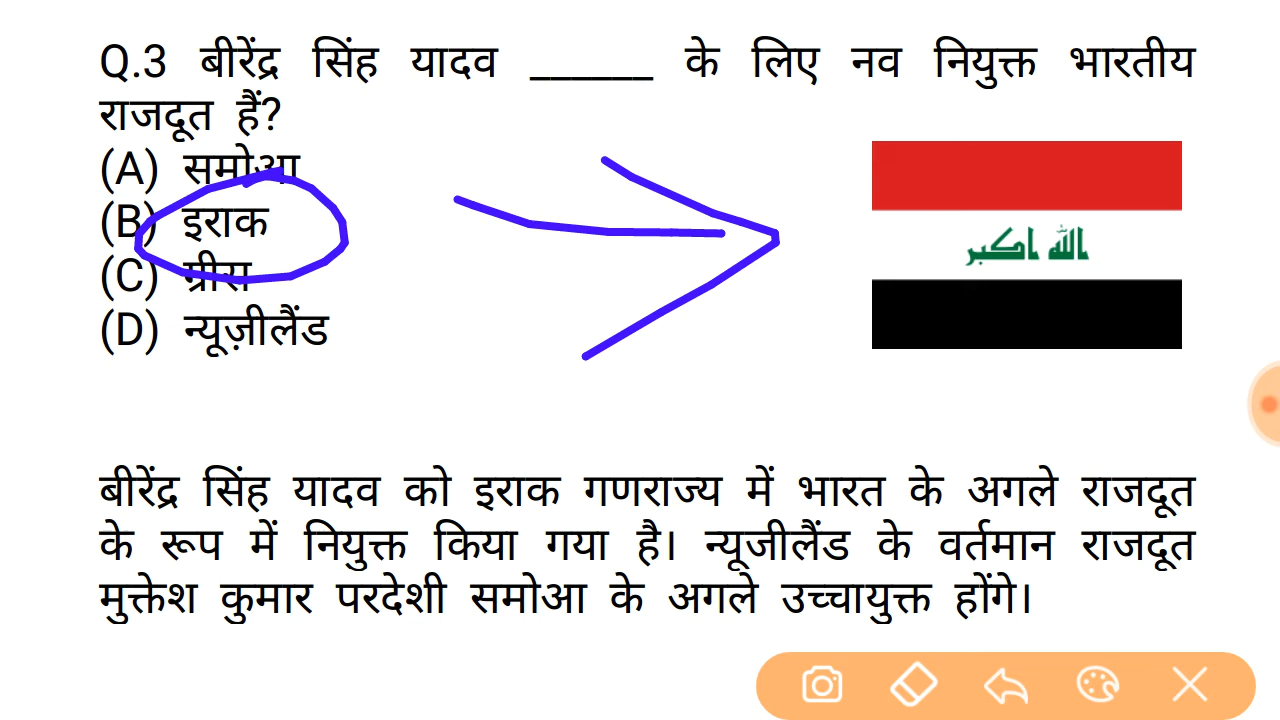 Q.3 बीरेंद्र सिंह यादव ______ के लिए नव नियुक्त भारतीय
राजदूत हैं?
(A) समोआ
(B) इराक
(C) ग्रीस
(D) न्यूज़ीलैंड
الله اكبر
बीरेंद्र सिंह यादव को इराक गणराज्य में भारत के अगले राजदूत
के रूप में नियुक्त किया गया है। न्यूजीलैंड के वर्तमान राजदूत
मुक्तेश कुमार परदेशी समोआ के अगले उच्चायुक्त होंगे।